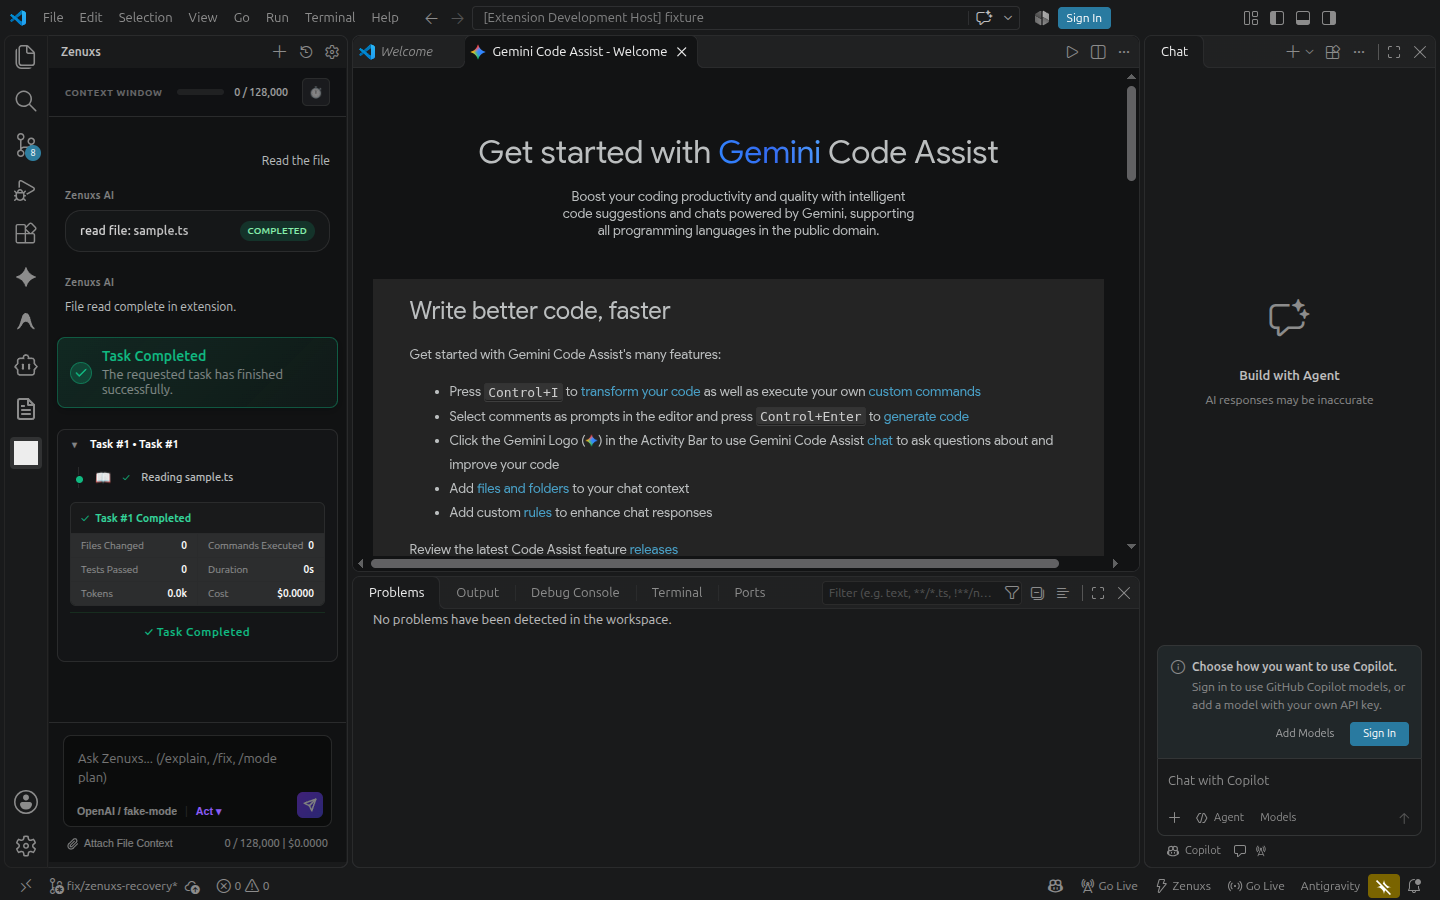 File Edit Selection View Go Run Terminal Help
[Extension Development Host] fixture
Sign In
Zenuxs
CONTEXT WINDOW 0 / 128,000
Read the file
Zenuxs AI
read file: sample.ts COMPLETED
Zenuxs AI
File read complete in extension.
Task Completed
The requested task has finished
successfully.
Task #1 • Task #1
Reading sample.ts
Task #1 Completed
Files Changed 0 Commands Executed 0
Tests Passed 0 Duration 0s
Tokens 0.0k Cost $0.0000
Task Completed
Ask Zenuxs... (/explain, /fix, /mode
plan)
OpenAI / fake-mode Act ▾
Attach File Context 0 / 128,000 | $0.0000
8
Welcome
Gemini Code Assist - Welcome
Get started with Gemini Code Assist
Boost your coding productivity and quality with intelligent
code suggestions and chats powered by Gemini, supporting
all programming languages in the public domain.
Write better code, faster
Get started with Gemini Code Assist's many features:
• Press Control+I to transform your code as well as execute your own custom commands
• Select comments as prompts in the editor and press Control+Enter to generate code
• Click the Gemini Logo ( ) in the Activity Bar to use Gemini Code Assist chat to ask questions about and
improve your code
• Add files and folders to your chat context
• Add custom rules to enhance chat responses
Review the latest Code Assist feature releases
Problems Output Debug Console Terminal Ports
Filter (e.g. text, **/*.ts, !**/n...
No problems have been detected in the workspace.
Chat
Build with Agent
AI responses may be inaccurate
Choose how you want to use Copilot.
Sign in to use GitHub Copilot models, or
add a model with your own API key.
Add Models Sign In
Chat with Copilot
Agent Models
Copilot
fix/zenuxs-recovery* 0 0
Go Live Zenuxs Go Live Antigravity